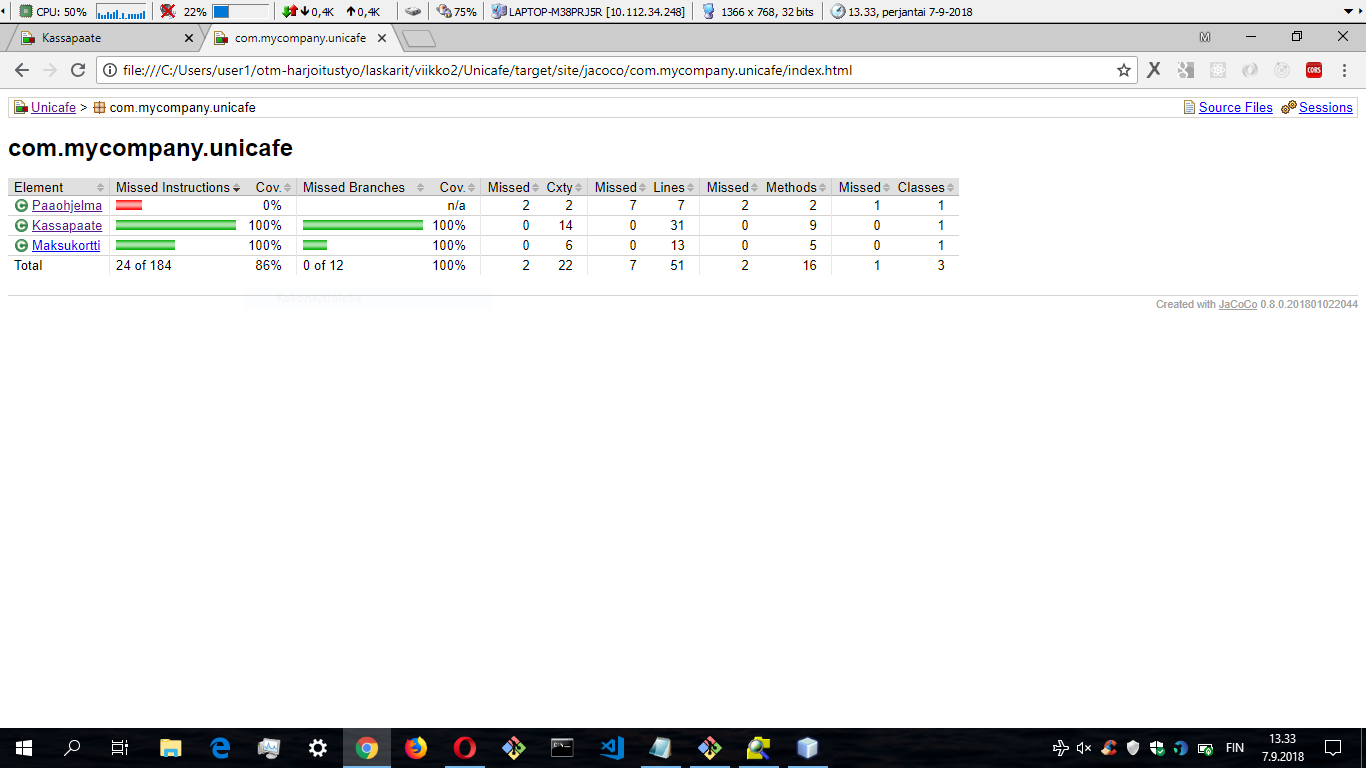 CPU: 50% 22% 0,4K 0,4K 75% LAPTOP-M38PRJ5R [10.112.34.248] 1366 x 768, 32 bits 13.33, perjantai 7-9-2018
Kassapaate com.mycompany.unicafe M
file:///C:/Users/user1/otm-harjoitustyo/laskarit/viikko2/Unicafe/target/site/jacoco/com.mycompany.unicafe/index.html X CORS
Unicafe > com.mycompany.unicafe Source Files Sessions
com.mycompany.unicafe
Element Missed Instructions Cov. Missed Branches Cov. Missed Cxty Missed Lines Missed Methods Missed Classes
Paaohjelma 0% n/a 2 2 7 7 2 2 1 1
Kassapaate 100% 100% 0 14 0 31 0 9 0 1
Maksukortti 100% 100% 0 6 0 13 0 5 0 1
Total 24 of 184 86% 0 of 12 100% 2 22 7 51 2 16 1 3
Created with JaCoCo 0.8.0.201801022044
FIN
13.33
7.9.2018